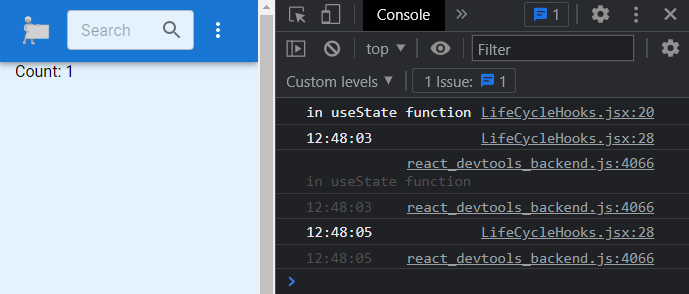 Search
Count: 1
Console
1
top
Filter
Custom levels
1 Issue: 1
in useState function LifeCycleHooks.jsx:20
12:48:03 LifeCycleHooks.jsx:28
react_devtools_backend.js:4066
in useState function
12:48:03 react_devtools_backend.js:4066
12:48:05 LifeCycleHooks.jsx:28
12:48:05 react_devtools_backend.js:4066